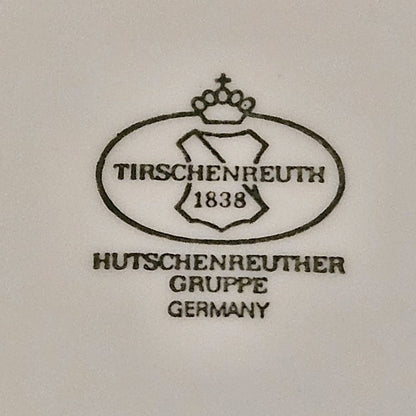 TIRSCHENREUTH
1838
HUTSCHENREUTHER
GRUPPE
GERMANY